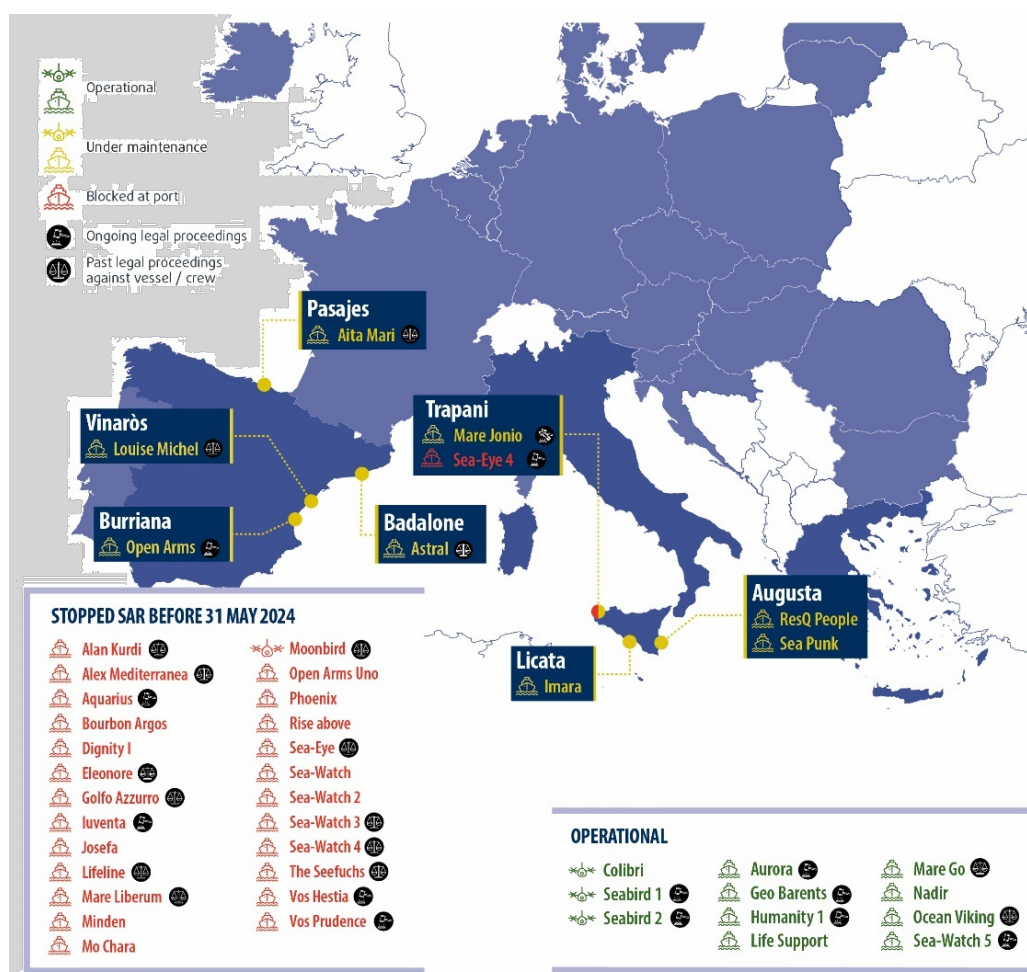 Operational
Under maintenance
Blocked at port
Ongoing legal proceedings
Past legal proceedings
against vessel / crew
Pasajes
Aita Mari
Vinaròs
Louise Michel
Burriana
Open Arms
Badalone
Astral
Trapani
Mare Jonio
Sea-Eye 4
Licata
Imara
Augusta
ResQ People
Sea Punk
STOPPED SAR BEFORE 31 MAY 2024
Alan Kurdi
Alex Mediterranea
Aquarius
Bourbon Argos
Dignity I
Eleonore
Golfo Azzurro
Iuventa
Josefa
Lifeline
Mare Liberum
Minden
Mo Chara
Moonbird
Open Arms Uno
Phoenix
Rise above
Sea-Eye
Sea-Watch
Sea-Watch 2
Sea-Watch 3
Sea-Watch 4
The Seefuchs
Vos Hestia
Vos Prudence
OPERATIONAL
Colibri
Seabird 1
Seabird 2
Aurora
Geo Barents
Humanity 1
Life Support
Mare Go
Nadir
Ocean Viking
Sea-Watch 5